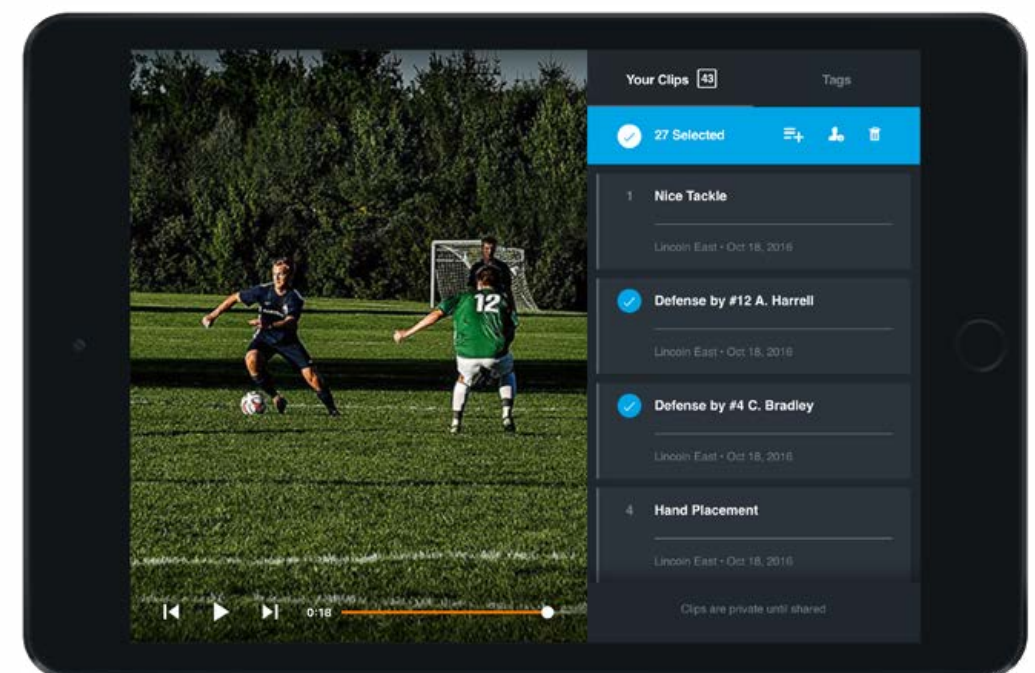 Your Clips 43
Tags
27 Selected
1 Nice Tackle
Lincoln East • Oct 18, 2016
Defense by #12 A. Harrell
Lincoln East • Oct 18, 2016
Defense by #4 C. Bradley
Lincoln East • Oct 18, 2016
4 Hand Placement
Lincoln East • Oct 18, 2016
Clips are private until shared
12
0:18